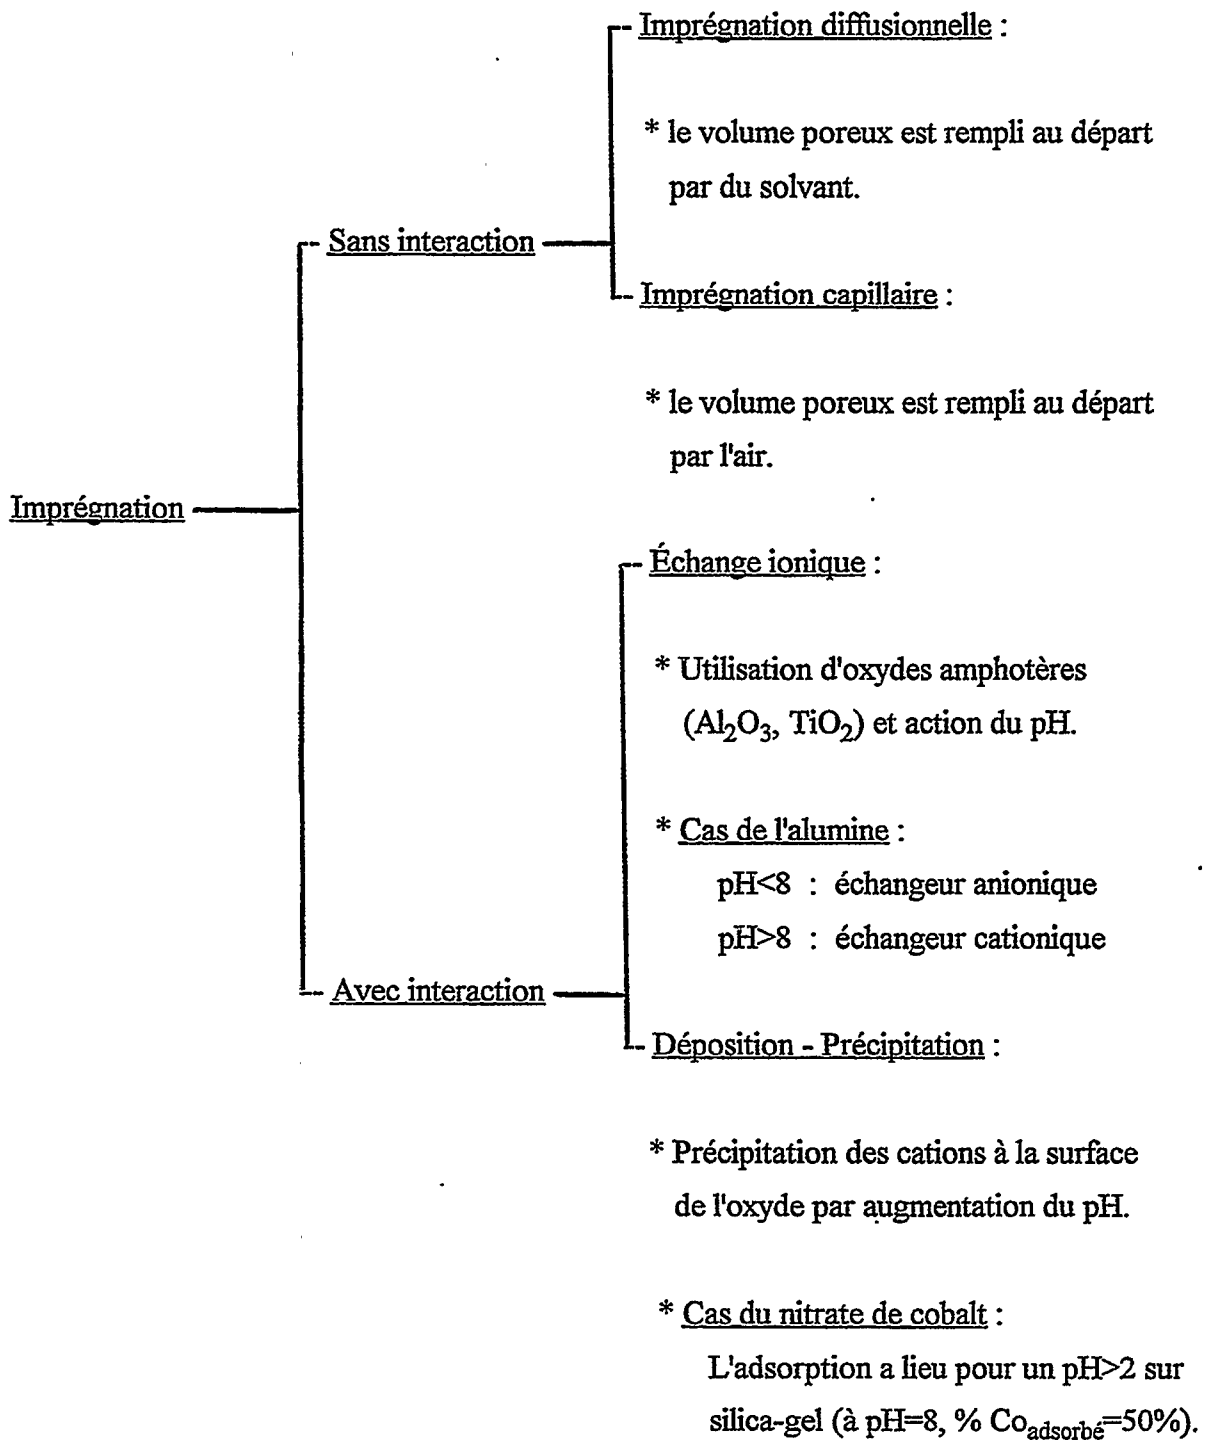 Imprégnation diffusionnelle :
* le volume poreux est rempli au départ
par du solvant.
Sans interaction
Imprégnation capillaire :
* le volume poreux est rempli au départ
par l'air.
Imprégnation
Échange ionique :
* Utilisation d'oxydes amphotères
(Al₂O₃, TiO₂) et action du pH.
* Cas de l'alumine :
pH<8 : échangeur anionique
pH>8 : échangeur cationique
Avec interaction
Déposition - Précipitation :
* Précipitation des cations à la surface
de l'oxyde par augmentation du pH.
* Cas du nitrate de cobalt :
L'adsorption a lieu pour un pH>2 sur
silica-gel (à pH=8, % Co adsorbé=50%).